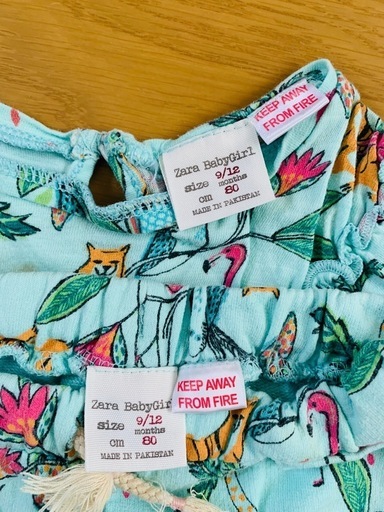 KEEP AWAY
FROM FIRE
Zara BabyGirl
size 9/12
months
cm 80
MADE IN PAKISTAN
Zara BabyGirl
size 9/12
months
cm 80
MADE IN PAKISTAN
KEEP AWAY
FROM FIRE